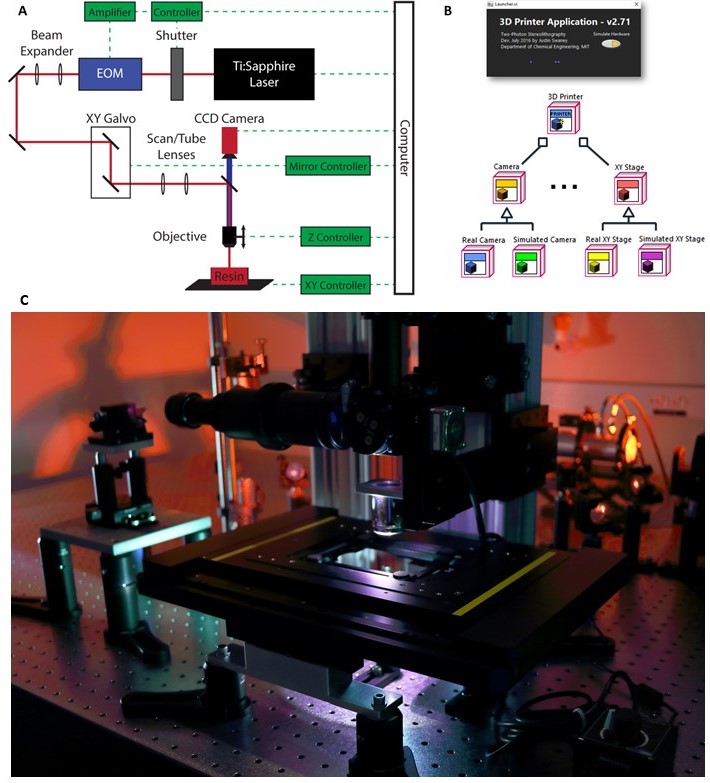 A
Amplifier
Controller
Beam
Expander
Shutter
EOM
Ti:Sapphire
Laser
XY Galvo
CCD Camera
Scan/Tube
Lenses
Mirror Controller
Objective
Z Controller
Resin
XY Controller
Computer
B
Launcher.vi
3D Printer Application - v2.71
Two-Photon Stereolithography
Dev. July 2016 by Justin Swaney
Department of Chemical Engineering, MIT
Simulate Hardware
3D Printer
PRINTER
Camera
XY Stage
Real Camera
Simulated Camera
Real XY Stage
Simulated XY Stage
C